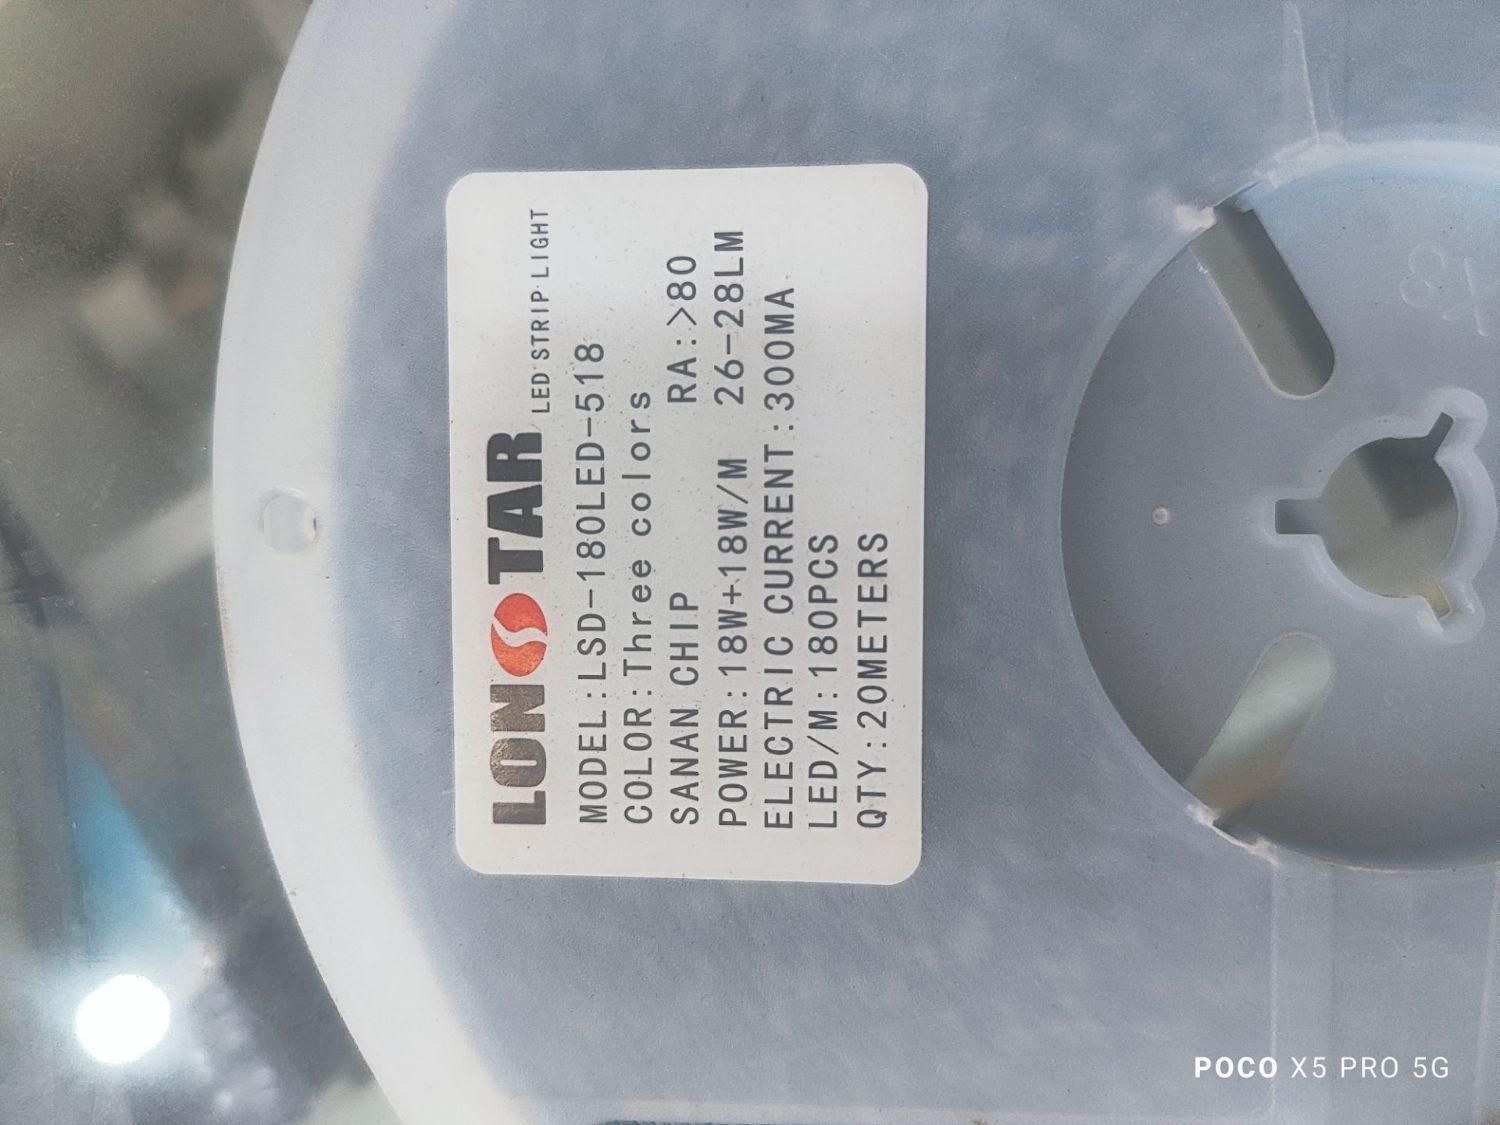 LONSTAR LED STRIP LIGHT
MODEL:LSD-180LED-518
COLOR:Three colors
SANAN CHIP RA:>80
POWER:18W+18W/M 26-28LM
ELECTRIC CURRENT:300MA
LED/M:180PCS
QTY:20METERS
POCO X5 PRO 5G